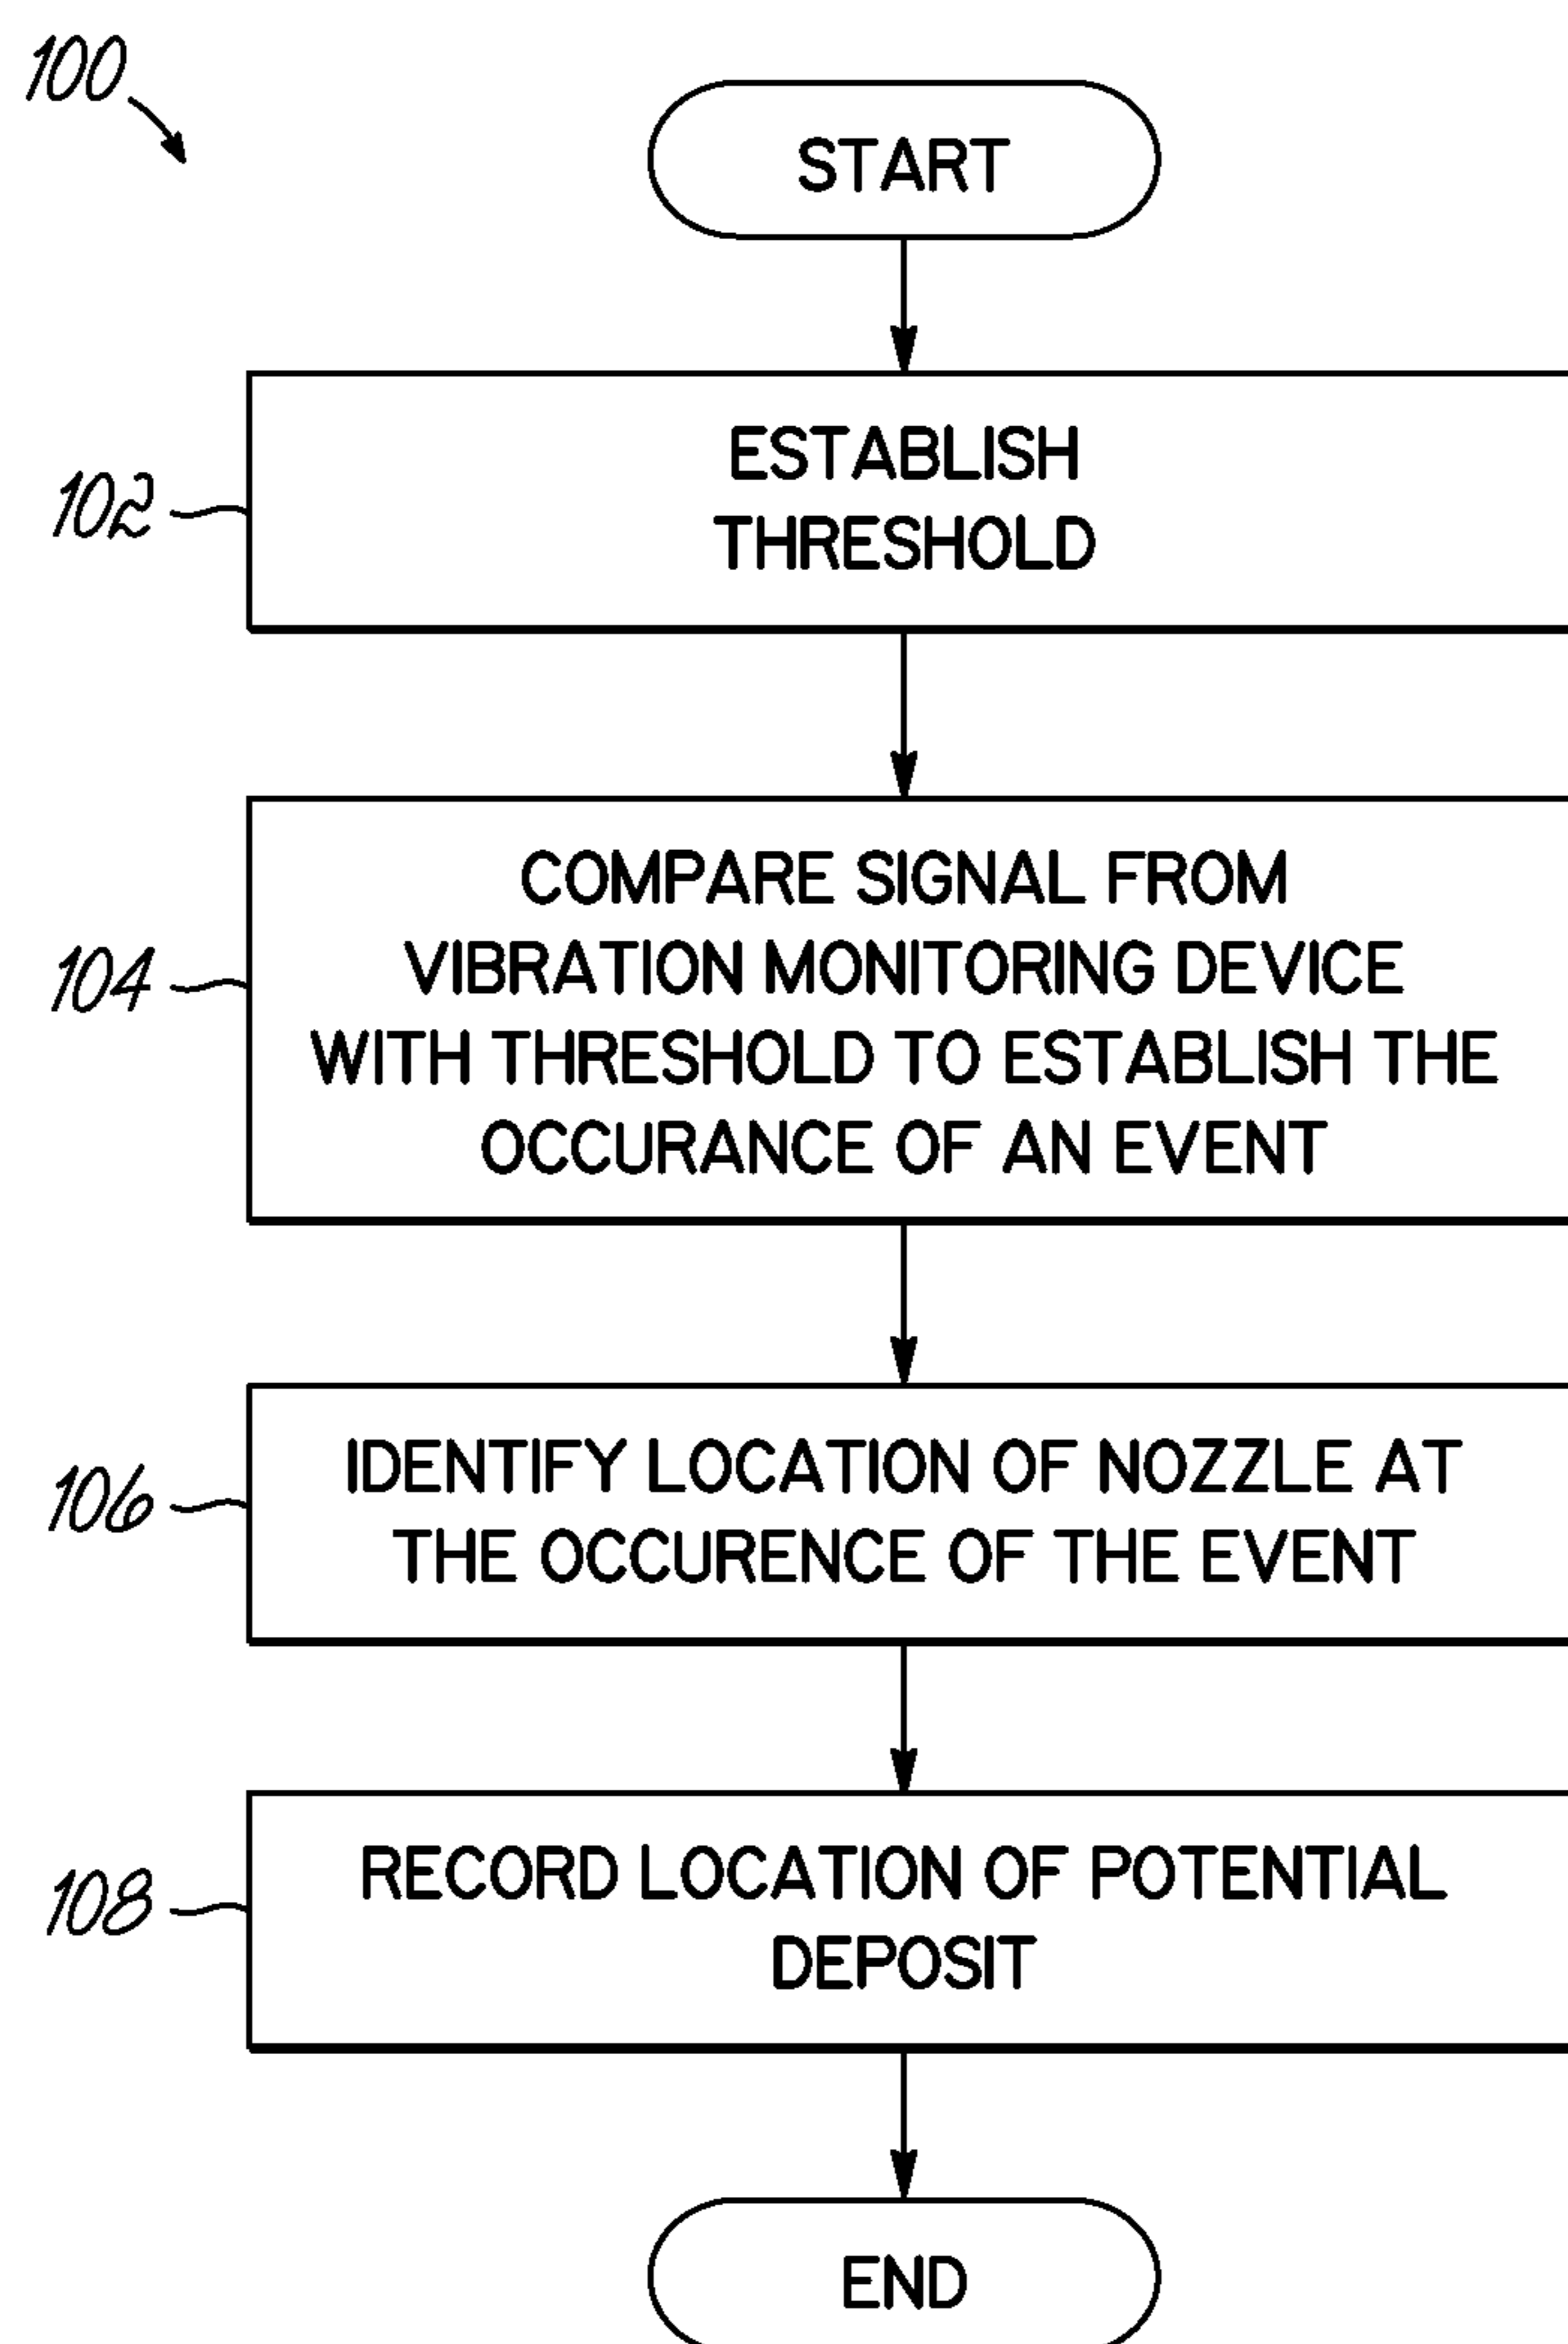 100
START
102
ESTABLISH
THRESHOLD
104
COMPARE SIGNAL FROM
VIBRATION MONITORING DEVICE
WITH THRESHOLD TO ESTABLISH THE
OCCURANCE OF AN EVENT
106
IDENTIFY LOCATION OF NOZZLE AT
THE OCCURENCE OF THE EVENT
108
RECORD LOCATION OF POTENTIAL
DEPOSIT
END